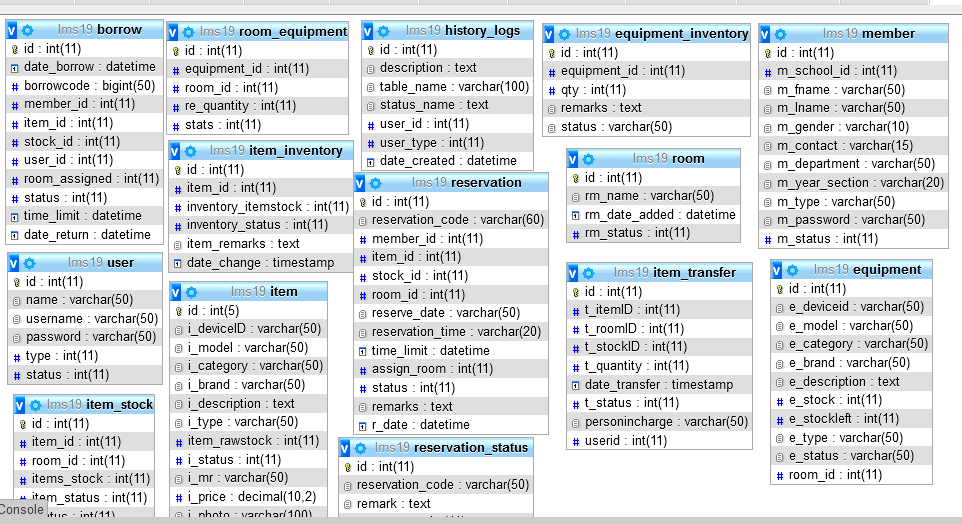 lms19 borrow
id : int(11)
date_borrow : datetime
borrowcode : bigint(50)
member_id : int(11)
item_id : int(11)
stock_id : int(11)
user_id : int(11)
room_assigned : int(11)
status : int(11)
time_limit : datetime
date_return : datetime
lms19 user
id : int(11)
name : varchar(50)
username : varchar(50)
password : varchar(50)
type : int(11)
status : int(11)
lms19 item_stock
id : int(11)
item_id : int(11)
room_id : int(11)
items_stock : int(11)
item_status : int(11)
Console
lms19 room_equipment
id : int(11)
equipment_id : int(11)
room_id : int(11)
re_quantity : int(11)
stats : int(11)
lms19 item_inventory
id : int(11)
item_id : int(11)
inventory_itemstock : int(11)
inventory_status : int(11)
item_remarks : text
date_change : timestamp
lms19 item
id : int(5)
i_deviceID : varchar(50)
i_model : varchar(50)
i_category : varchar(50)
i_brand : varchar(50)
i_description : text
i_type : varchar(50)
item_rawstock : int(11)
i_status : int(11)
i_mr : varchar(50)
i_price : decimal(10,2)
i_photo : varchar(100)
lms19 history_logs
id : int(11)
description : text
table_name : varchar(100)
status_name : text
user_id : int(11)
user_type : int(11)
date_created : datetime
lms19 reservation
id : int(11)
reservation_code : varchar(60)
member_id : int(11)
item_id : int(11)
stock_id : int(11)
room_id : int(11)
reserve_date : varchar(50)
reservation_time : varchar(20)
time_limit : datetime
assign_room : int(11)
status : int(11)
remarks : text
r_date : datetime
lms19 reservation_status
id : int(11)
reservation_code : varchar(50)
remark : text
lms19 equipment_inventory
id : int(11)
equipment_id : int(11)
qty : int(11)
remarks : text
status : varchar(50)
lms19 room
id : int(11)
rm_name : varchar(50)
rm_date_added : datetime
rm_status : int(11)
lms19 item_transfer
id : int(11)
t_itemID : int(11)
t_roomID : int(11)
t_stockID : int(11)
t_quantity : int(11)
date_transfer : timestamp
t_status : int(11)
personincharge : varchar(50)
userid : int(11)
lms19 member
id : int(11)
m_school_id : int(11)
m_fname : varchar(50)
m_lname : varchar(50)
m_gender : varchar(10)
m_contact : varchar(15)
m_department : varchar(50)
m_year_section : varchar(20)
m_type : varchar(50)
m_password : varchar(50)
m_status : int(11)
lms19 equipment
id : int(11)
e_deviceid : varchar(50)
e_model : varchar(50)
e_category : varchar(50)
e_brand : varchar(50)
e_description : text
e_stock : int(11)
e_stockleft : int(11)
e_type : varchar(50)
e_status : varchar(50)
room_id : int(11)